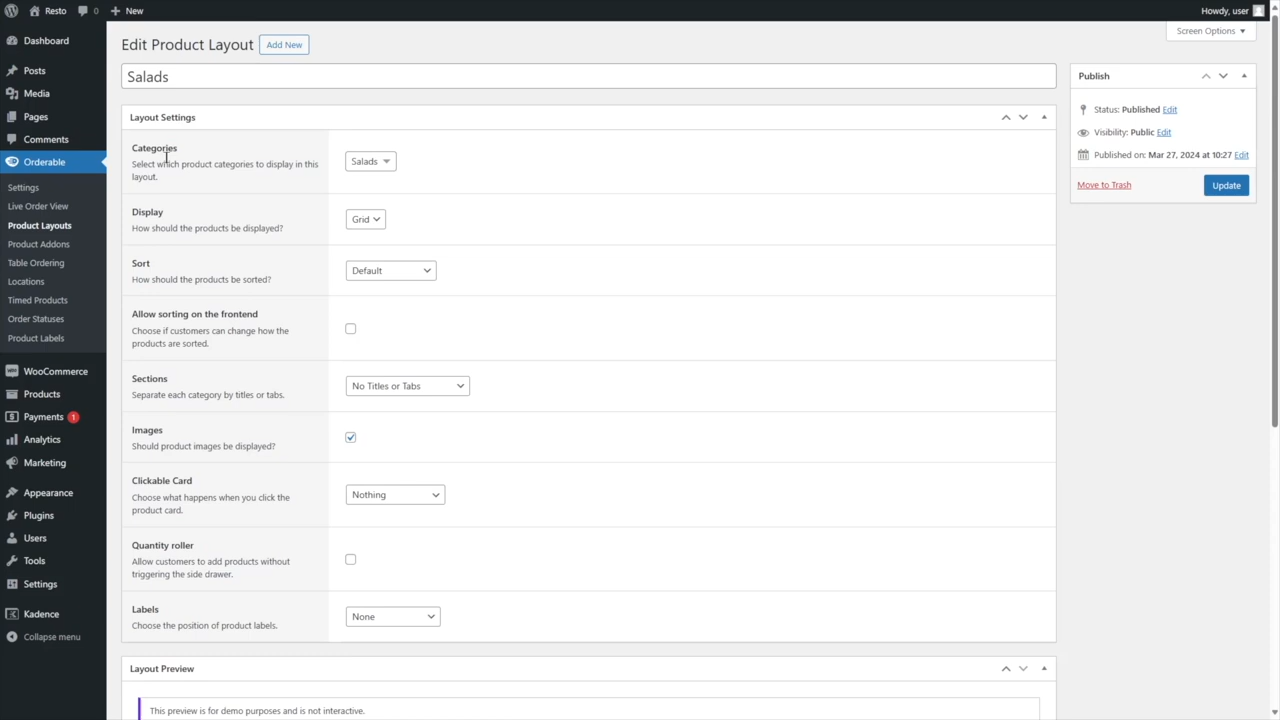 Resto 0 New Howdy, user
Dashboard
Posts
Media
Pages
Comments
Orderable
Settings
Live Order View
Product Layouts
Product Addons
Table Ordering
Locations
Timed Products
Order Statuses
Product Labels
WooCommerce
Products
Payments 1
Analytics
Marketing
Appearance
Plugins
Users
Tools
Settings
Kadence
Collapse menu
Screen Options
Edit Product Layout Add New
Salads
Layout Settings
Categories
Select which product categories to display in this
layout.
Salads
Display
How should the products be displayed?
Grid
Sort
How should the products be sorted?
Default
Allow sorting on the frontend
Choose if customers can change how the
products are sorted.
Sections
Separate each category by titles or tabs.
No Titles or Tabs
Images
Should product images be displayed?
Clickable Card
Choose what happens when you click the
product card.
Nothing
Quantity roller
Allow customers to add products without
triggering the side drawer.
Labels
Choose the position of product labels.
None
Layout Preview
This preview is for demo purposes and is not interactive.
Publish
Status: Published Edit
Visibility: Public Edit
Published on: Mar 27, 2024 at 10:27 Edit
Move to Trash Update